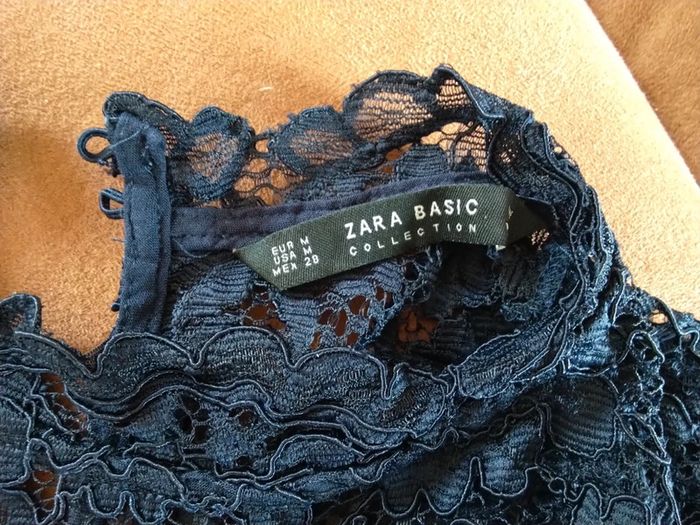 ZARA BASIC
COLLECTION
EUR M
USA M
MEX 28